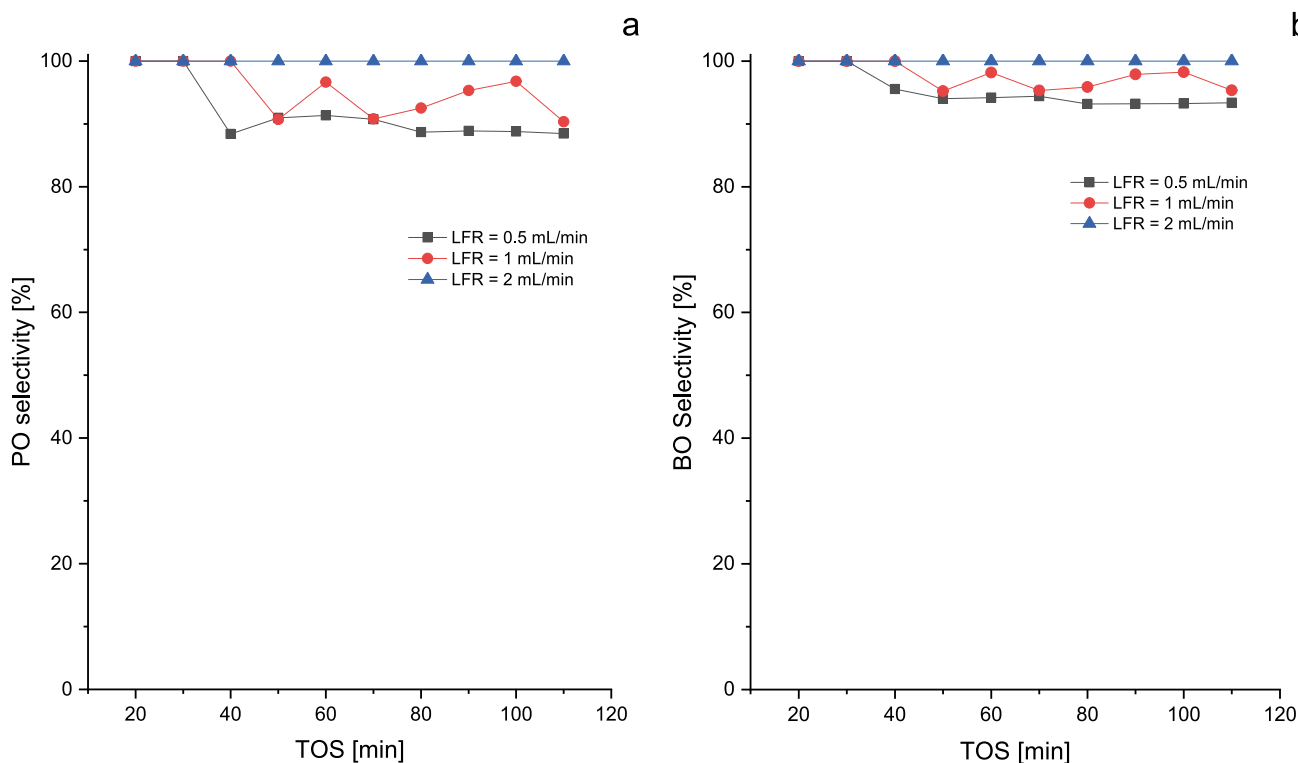 a
100
80
60
40
20
0
PO selectivity [%]
LFR = 0.5 mL/min
LFR = 1 mL/min
LFR = 2 mL/min
20 40 60 80 100 120
TOS [min]
b
100
80
60
40
20
0
BO Selectivity [%]
LFR = 0.5 mL/min
LFR = 1 mL/min
LFR = 2 mL/min
20 40 60 80 100 120
TOS [min]